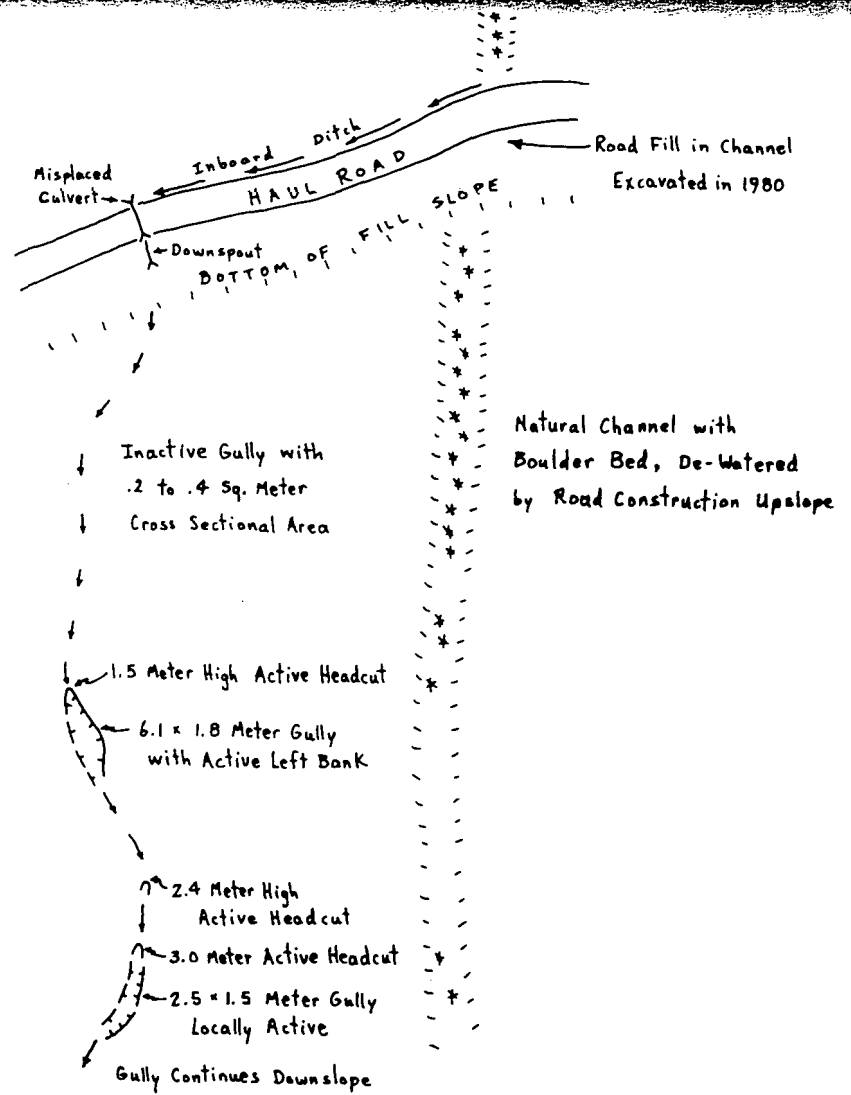 Misplaced
Culvert
Inboard Ditch
HAUL ROAD
Road Fill in Channel
Excavated in 1980
Downspout
BOTTOM OF FILL SLOPE
Inactive Gully with
.2 to .4 Sq. Meter
Cross Sectional Area
Natural Channel with
Boulder Bed, De-Watered
by Road Construction Upslope
1.5 Meter High Active Headcut
6.1 x 1.8 Meter Gully
with Active Left Bank
2.4 Meter High
Active Headcut
3.0 Meter Active Headcut
2.5 x 1.5 Meter Gully
Locally Active
Gully Continues Downslope